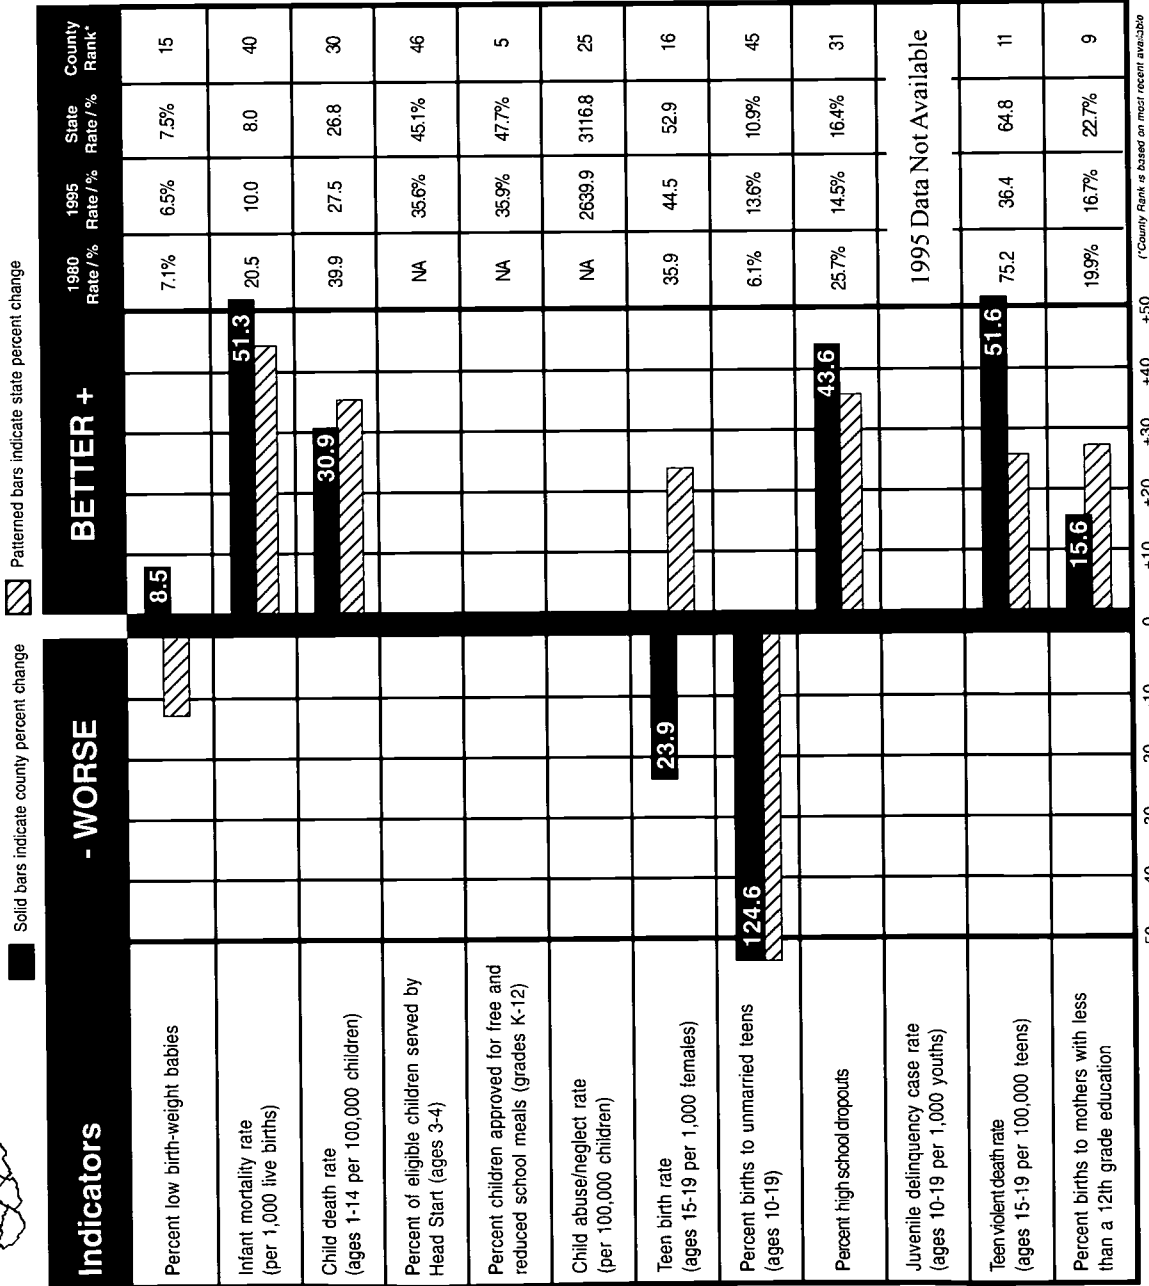 Solid bars indicate county percent change
Patterned bars indicate state percent change
Indicators
- WORSE
BETTER +
1980
Rate / %
1995
Rate / %
State
Rate / %
County
Rank*
Percent low birth-weight babies
8.5
7.1%
6.5%
7.5%
15
Infant mortality rate
(per 1,000 live births)
51.3
20.5
10.0
8.0
40
Child death rate
(ages 1-14 per 100,000 children)
30.9
39.9
27.5
26.8
30
Percent of eligible children served by
Head Start (ages 3-4)
NA
35.6%
45.1%
46
Percent children approved for free and
reduced school meals (grades K-12)
NA
35.9%
47.7%
5
Child abuse/neglect rate
(per 100,000 children)
NA
2639.9
3116.8
25
Teen birth rate
(ages 15-19 per 1,000 females)
23.9
35.9
44.5
52.9
16
Percent births to unmarried teens
(ages 10-19)
124.6
6.1%
13.6%
10.9%
45
Percent high school dropouts
43.6
25.7%
14.5%
16.4%
31
Juvenile delinquency case rate
(ages 10-19 per 1,000 youths)
1995 Data Not Available
Teen violent death rate
(ages 15-19 per 100,000 teens)
51.6
75.2
36.4
64.8
11
Percent births to mothers with less
than a 12th grade education
15.6
19.9%
16.7%
22.7%
9
50 40 30 20 10 0 +10 +20 +30 +40 +50
(*County Rank is based on most recent available